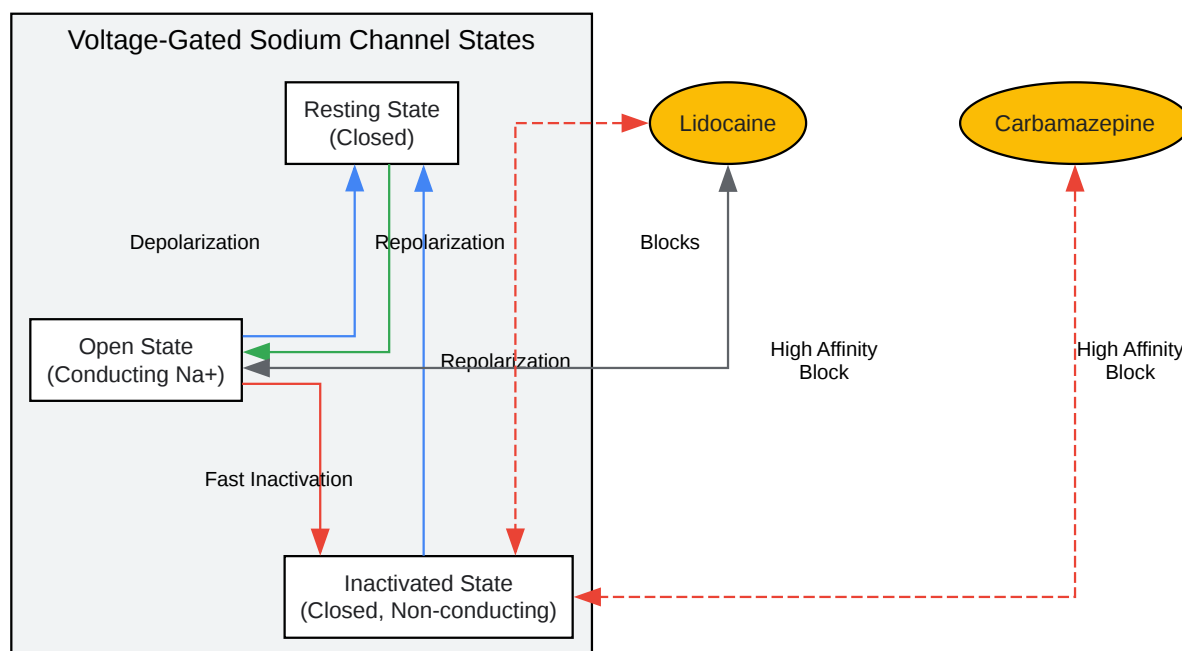 Voltage-Gated Sodium Channel States
Resting State
(Closed)
Lidocaine
Carbamazepine
Depolarization
Repolarization
Blocks
Open State
(Conducting Na+)
Repolarization
High Affinity
Block
High Affinity
Block
Fast Inactivation
Inactivated State
(Closed, Non-conducting)